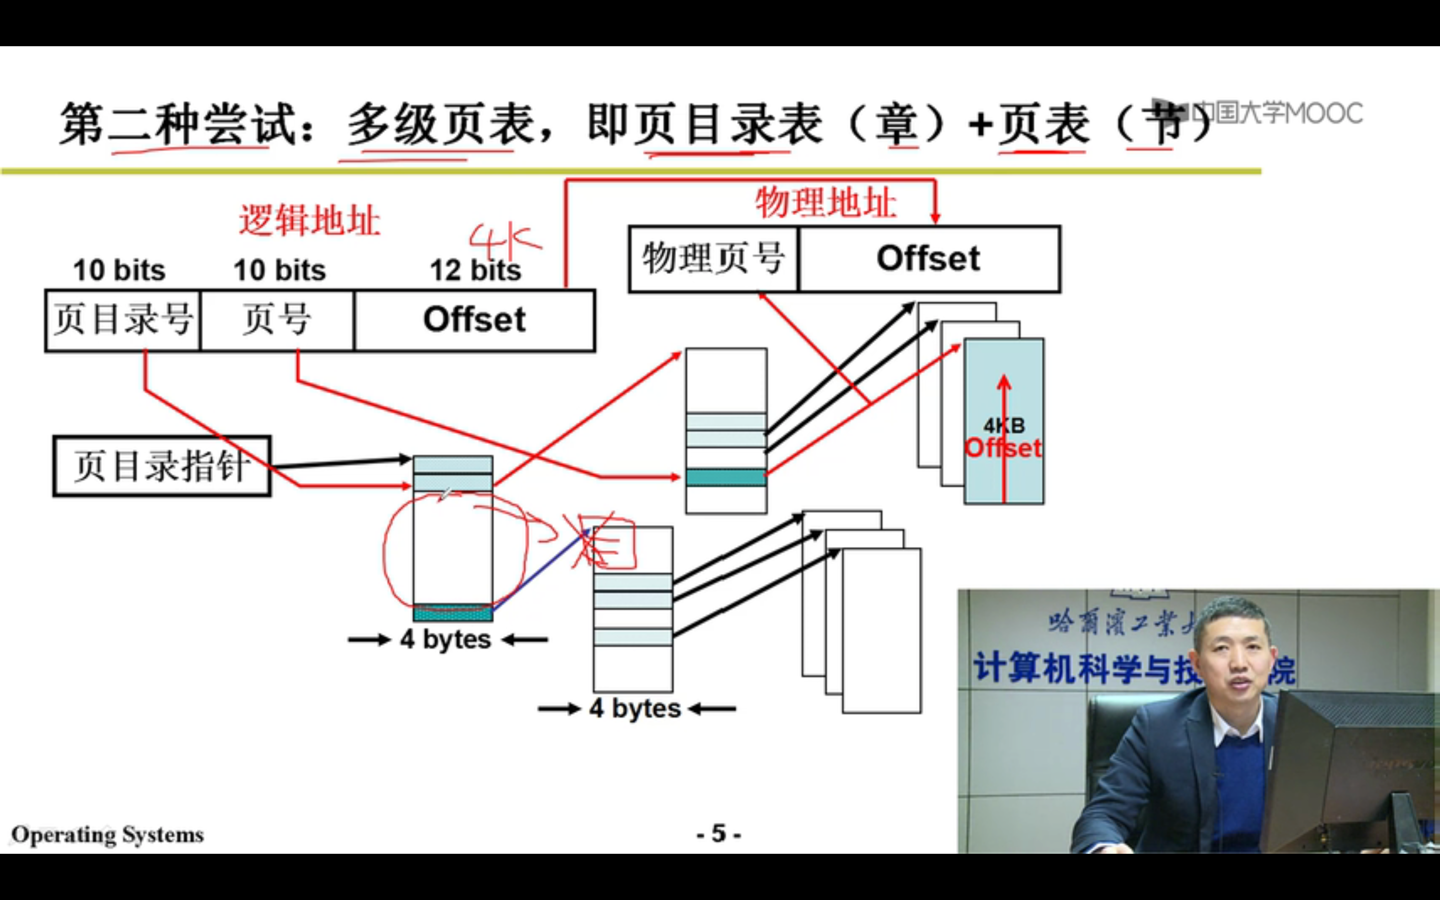 第二种尝试：多级页表，即页目录表（章）+页表（节）
中国大学MOOC
逻辑地址
4K
10 bits 10 bits 12 bits
页目录号 页号 Offset
物理地址
物理页号 Offset
页目录指针
4KB
Offset
4 bytes
4 bytes
哈尔滨工业大
计算机科学与技 院
Operating Systems
- 5 -